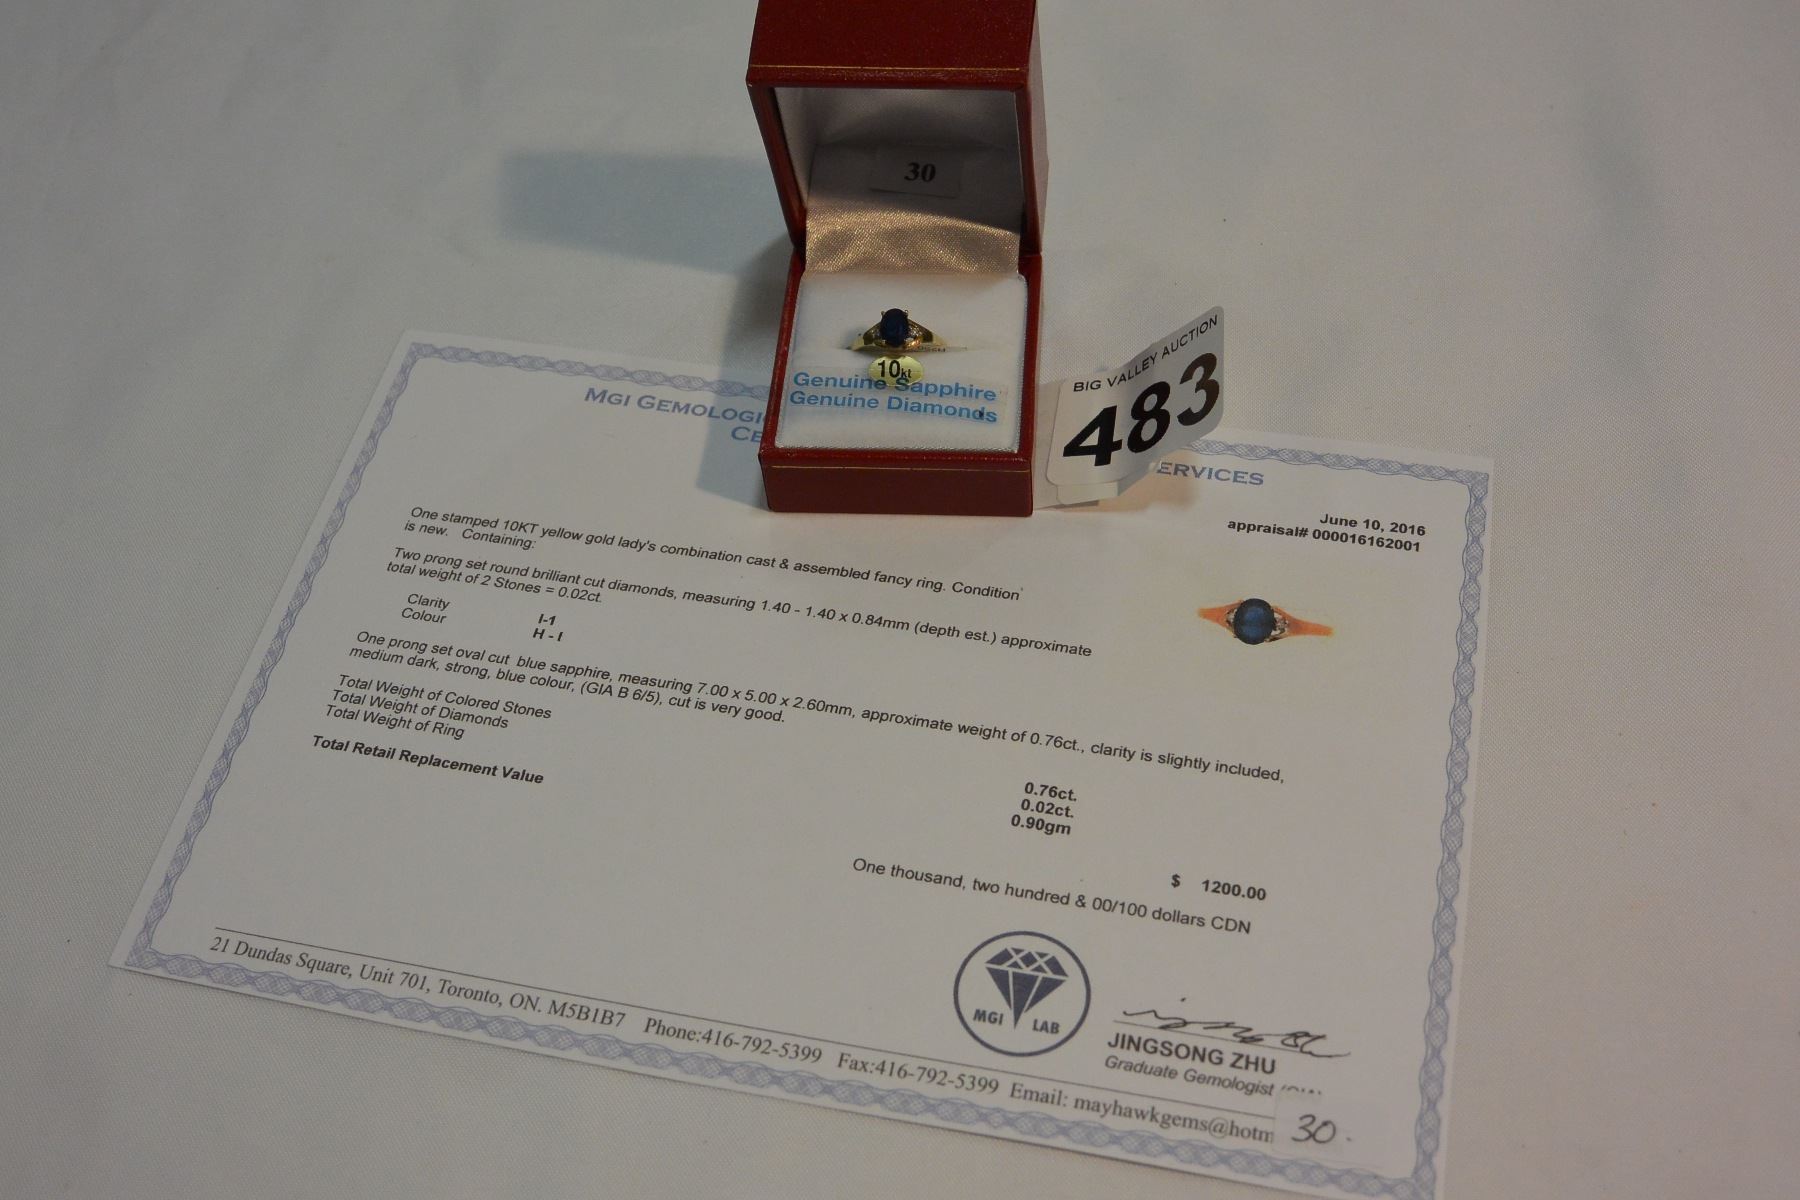 30
10kt
Genuine Sapphire
Genuine Diamonds
BIG VALLEY AUCTION
483
MGI GEMOLOGI
CE
ERVICES
June 10, 2016
appraisal# 000016162001
One stamped 10KT yellow gold lady's combination cast & assembled fancy ring. Condition
is new. Containing:
Two prong set round brilliant cut diamonds, measuring 1.40 - 1.40 x 0.84mm (depth est.) approximate
total weight of 2 Stones = 0.02ct.
Clarity I-1
Colour H - I
One prong set oval cut blue sapphire, measuring 7.00 x 5.00 x 2.60mm, approximate weight of 0.76ct., clarity is slightly included,
medium dark, strong, blue colour, (GIA B 6/5), cut is very good.
Total Weight of Colored Stones 0.76ct.
Total Weight of Diamonds 0.02ct.
Total Weight of Ring 0.90gm
Total Retail Replacement Value $ 1200.00
One thousand, two hundred & 00/100 dollars CDN
MGI LAB
JINGSONG ZHU
Graduate Gemologist
21 Dundas Square, Unit 701, Toronto, ON. M5B1B7 Phone:416-792-5399 Fax:416-792-5399 Email: mayhawkgems@hotm
30.